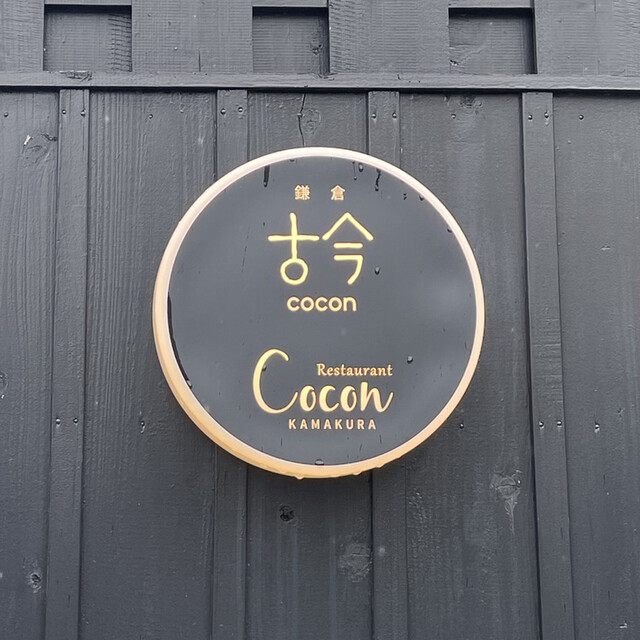 鎌倉
古今
cocon
Restaurant
Cocon
KAMAKURA